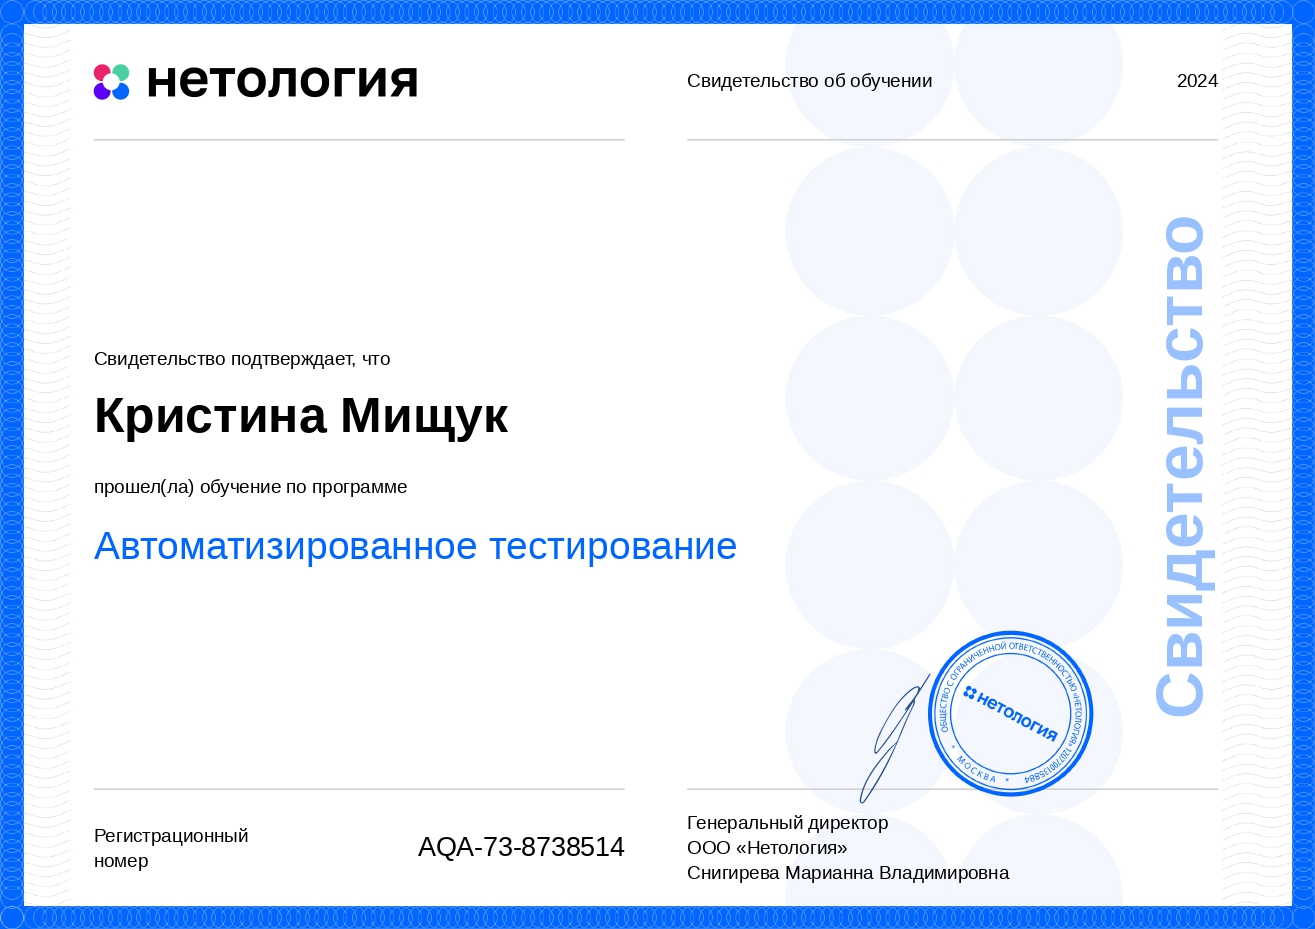 нетология
Свидетельство об обучении
2024
Свидетельство подтверждает, что
Кристина Мищук
прошел(ла) обучение по программе
Автоматизированное тестирование
Свидетельство
ОБЩЕСТВО С ОГРАНИЧЕННОЙ ОТВЕТСТВЕННОСТЬЮ «НЕТОЛОГИЯ» 1207700135884
* МОСКВА *
нетология
Регистрационный
номер
AQA-73-8738514
Генеральный директор
ООО «Нетология»
Снигирева Марианна Владимировна